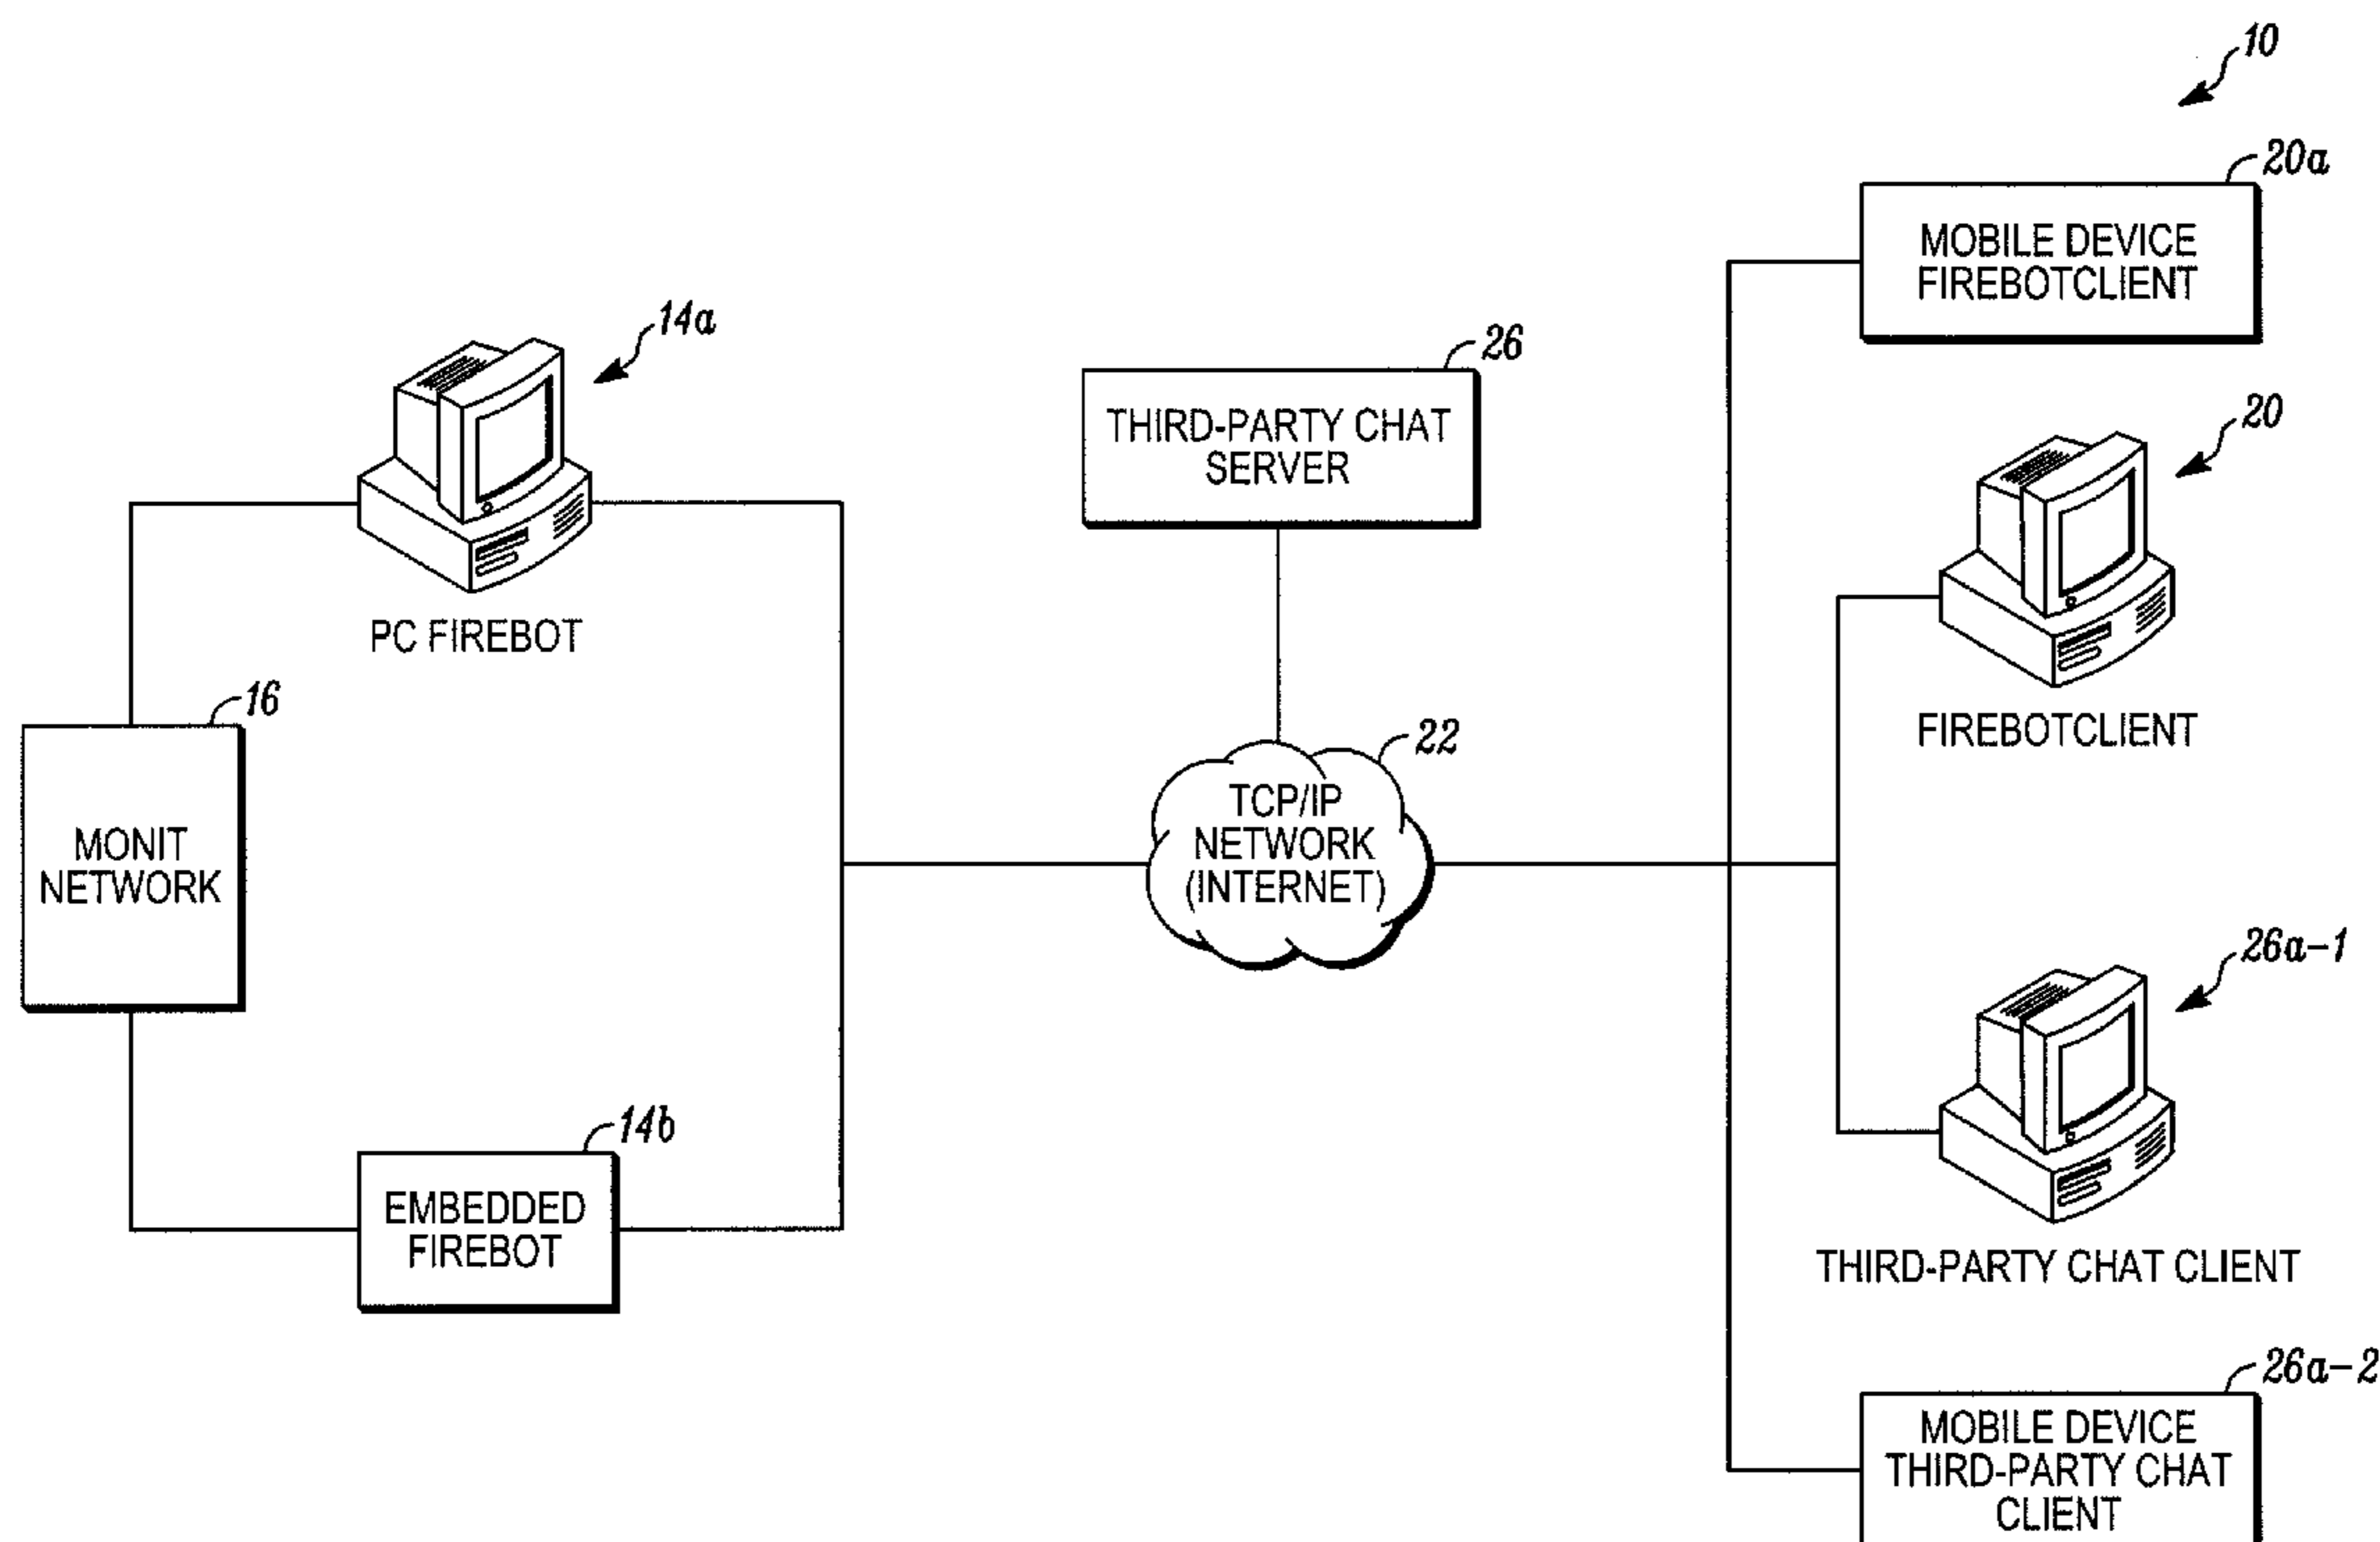 10
20a
MOBILE DEVICE
FIREBOTCLIENT
14a
26
THIRD-PARTY CHAT
SERVER
20
PC FIREBOT
FIREBOTCLIENT
16
MONIT
NETWORK
22
TCP/IP
NETWORK
(INTERNET)
26a-1
THIRD-PARTY CHAT CLIENT
14b
EMBEDDED
FIREBOT
26a-2
MOBILE DEVICE
THIRD-PARTY CHAT
CLIENT